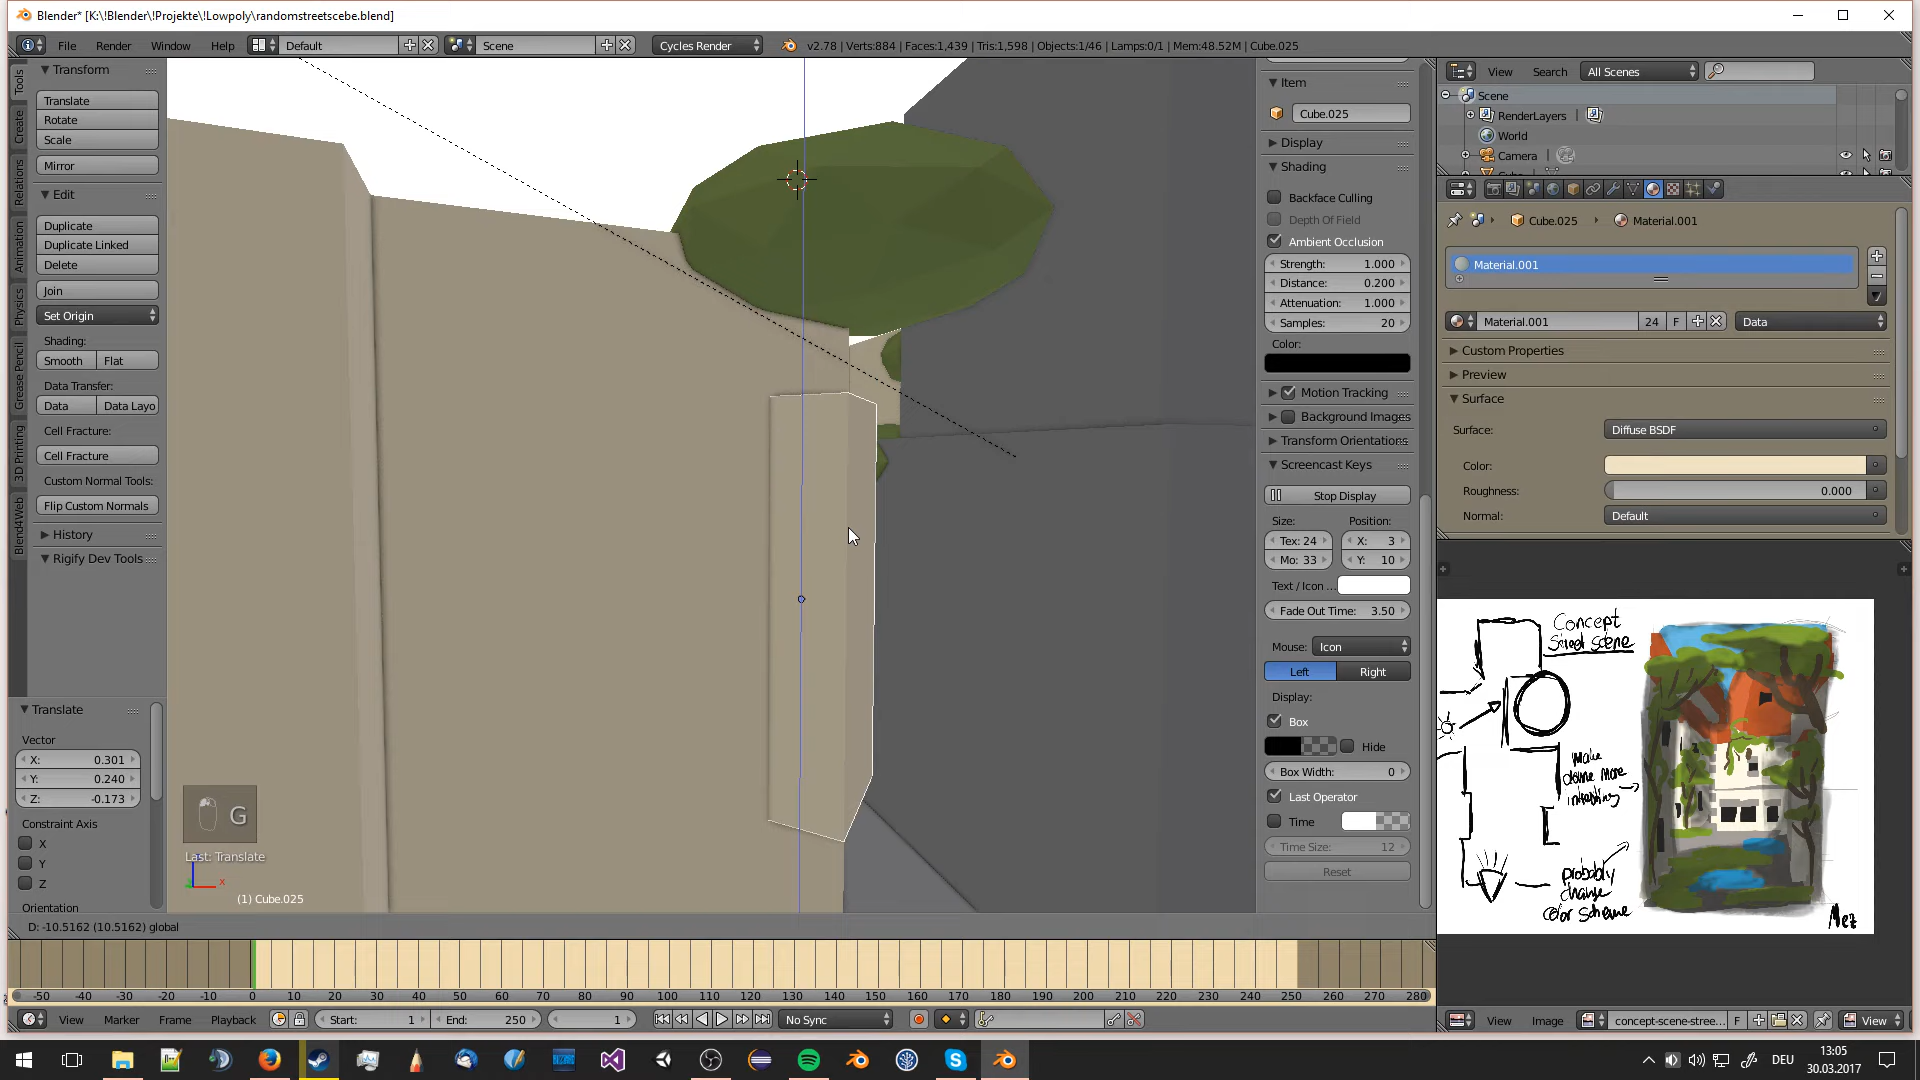 Blender* [K:\!Blender\!Projekte\!Lowpoly\randomstreetscebe.blend]
File Render Window Help Default Scene Cycles Render v2.78 | Verts:884 | Faces:1,439 | Tris:1,598 | Objects:1/46 | Lamps:0/1 | Mem:48.52M | Cube.025
Tools
Create
Relations
Animation
Physics
Grease Pencil
3D Printing
Blend4Web
Transform
Translate
Rotate
Scale
Mirror
Edit
Duplicate
Duplicate Linked
Delete
Join
Set Origin
Shading:
Smooth Flat
Data Transfer:
Data Data Layo
Cell Fracture:
Cell Fracture
Custom Normal Tools:
Flip Custom Normals
History
Rigify Dev Tools
Translate
Vector
X: 0.301
Y: 0.240
Z: -0.173
Constraint Axis
X
Y
Z
Orientation
G
Last: Translate
x
(1) Cube.025
D: -10.5162 (10.5162) global
Item
Cube.025
Display
Shading
Backface Culling
Depth Of Field
Ambient Occlusion
Strength: 1.000
Distance: 0.200
Attenuation: 1.000
Samples: 20
Color:
Motion Tracking
Background Images
Transform Orientations
Screencast Keys
Stop Display
Size: Position:
Tex: 24 X: 3
Mo: 33 Y: 10
Text / Icon ...
Fade Out Time: 3.50
Mouse: Icon
Left Right
Display:
Box
Hide
Box Width: 0
Last Operator
Time
Time Size: 12
Reset
View Search All Scenes
Scene
RenderLayers
World
Camera
Cube.025 Material.001
Material.001
Material.001 24 F Data
Custom Properties
Preview
Surface
Surface: Diffuse BSDF
Color:
Roughness: 0.000
Normal: Default
Concept
Street Scene
make
dome more
interesting
probably
change
color scheme
Mez
-50 -40 -30 -20 -10 0 10 20 30 40 50 60 70 80 90 100 110 120 130 140 150 160 170 180 190 200 210 220 230 240 250 260 270 280
View Marker Frame Playback Start: 1 End: 250 1 No Sync
View Image concept-scene-stree... F View
DEU
13:05
30.03.2017